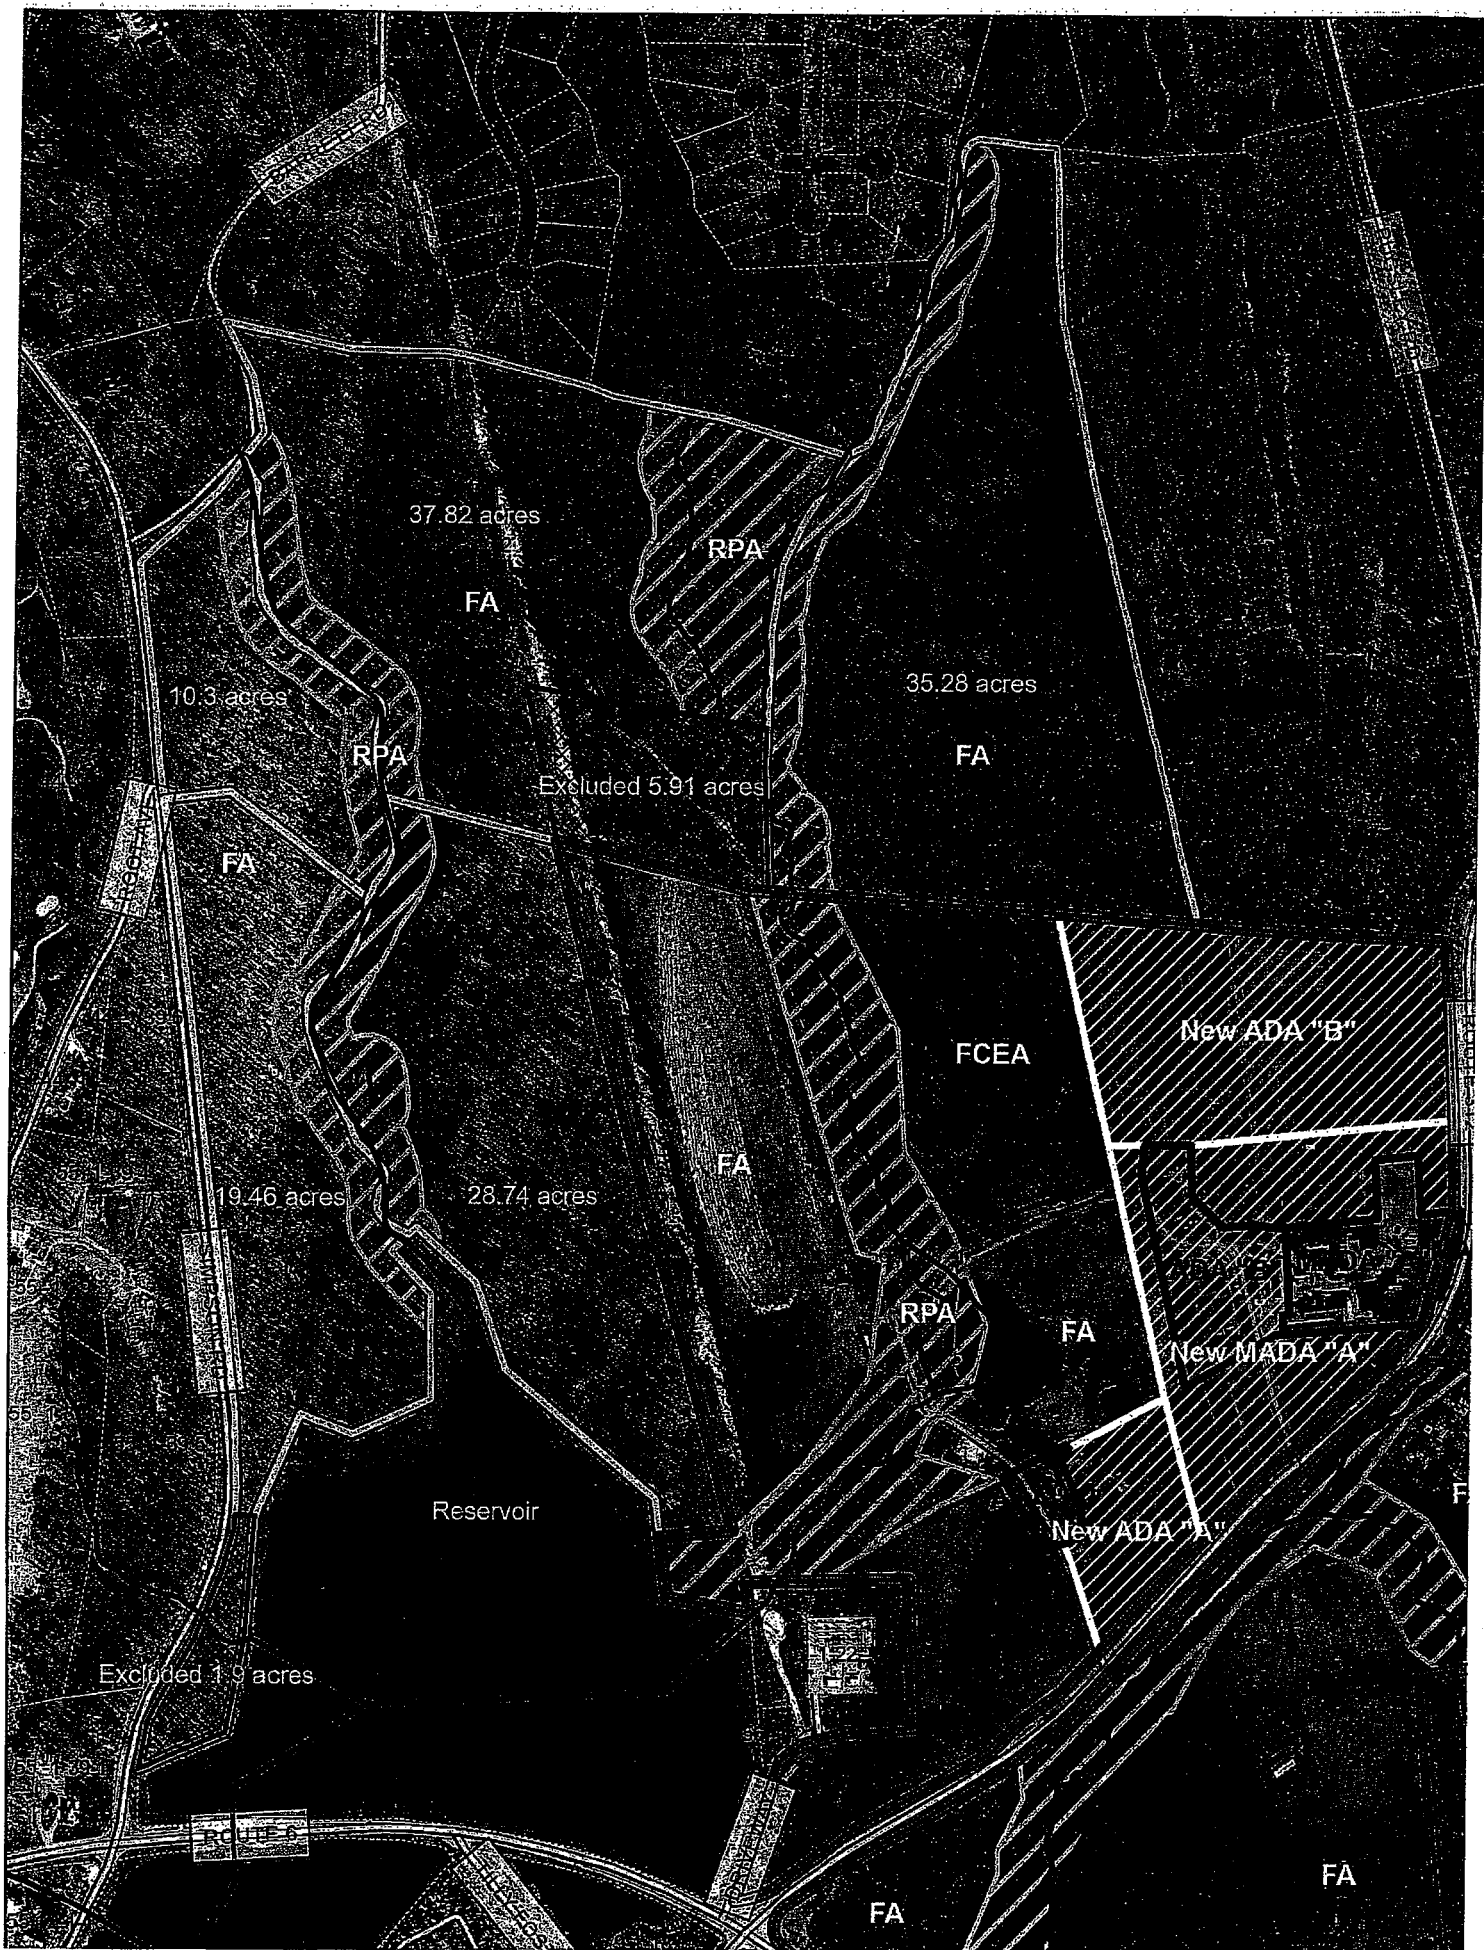 37.82 acres
RPA
FA
35.28 acres
10.3 acres
FA
RPA
Excluded 5.91 acres
FA
New ADA "B"
FCEA
FA
19.46 acres
28.74 acres
RPA
FA
New MADA "A"
Reservoir
New ADA "A"
Excluded 1.9 acres
ROUTE 6
FA
FA